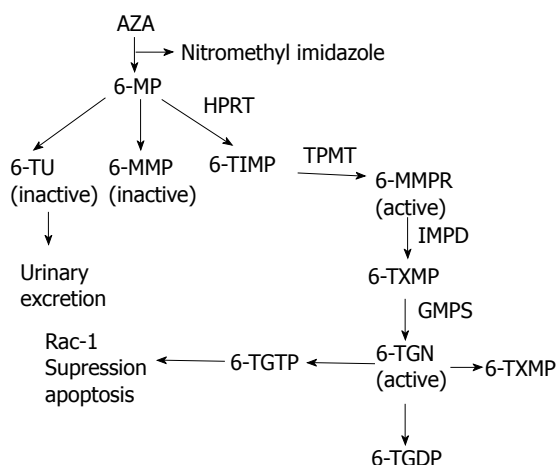 AZA
Nitromethyl imidazole
6-MP
HPRT
6-TU
(inactive)
6-MMP
(inactive)
6-TIMP
TPMT
6-MMPR
(active)
IMPD
Urinary
excretion
6-TXMP
GMPS
Rac-1
Supression
apoptosis
6-TGTP
6-TGN
(active)
6-TXMP
6-TGDP